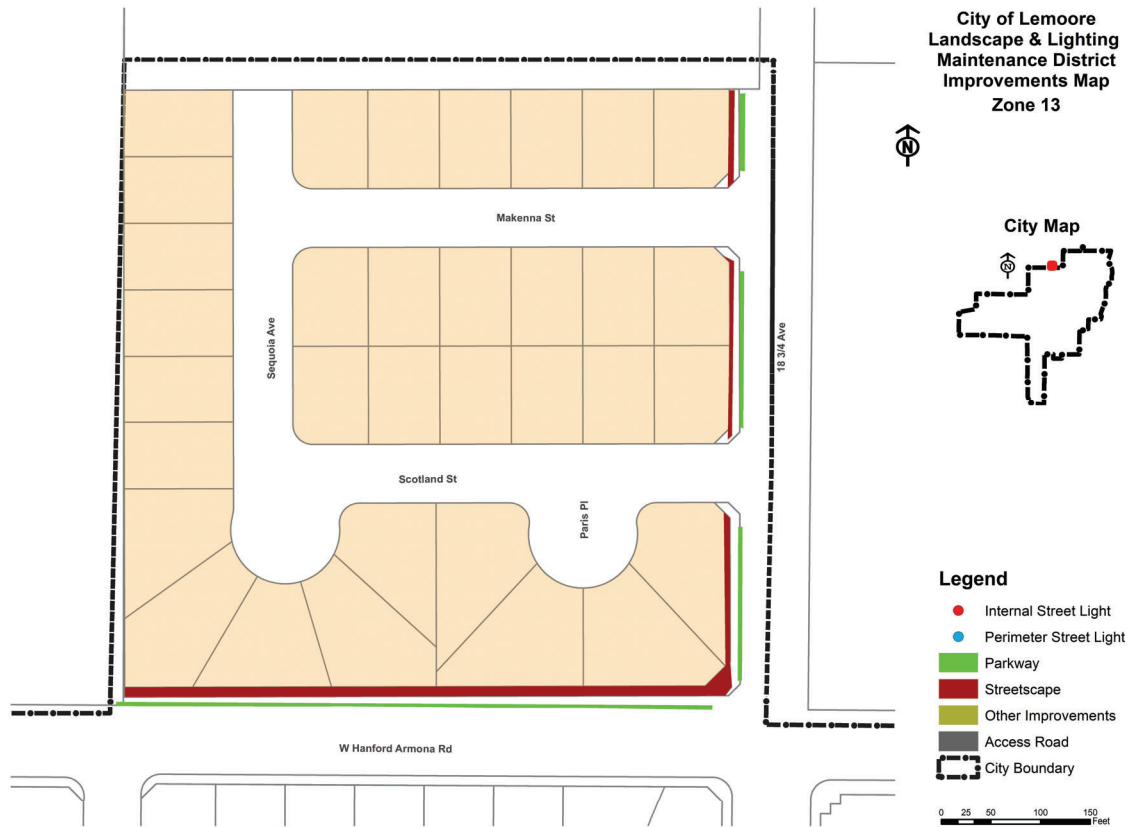 City of Lemoore
Landscape & Lighting
Maintenance District
Improvements Map
Zone 13
N
City Map
N
Makenna St
Sequoia Ave
18 3/4 Ave
Scotland St
Paris Pl
W Hanford Armona Rd
Legend
Internal Street Light
Perimeter Street Light
Parkway
Streetscape
Other Improvements
Access Road
City Boundary
0 25 50 100 150
Feet